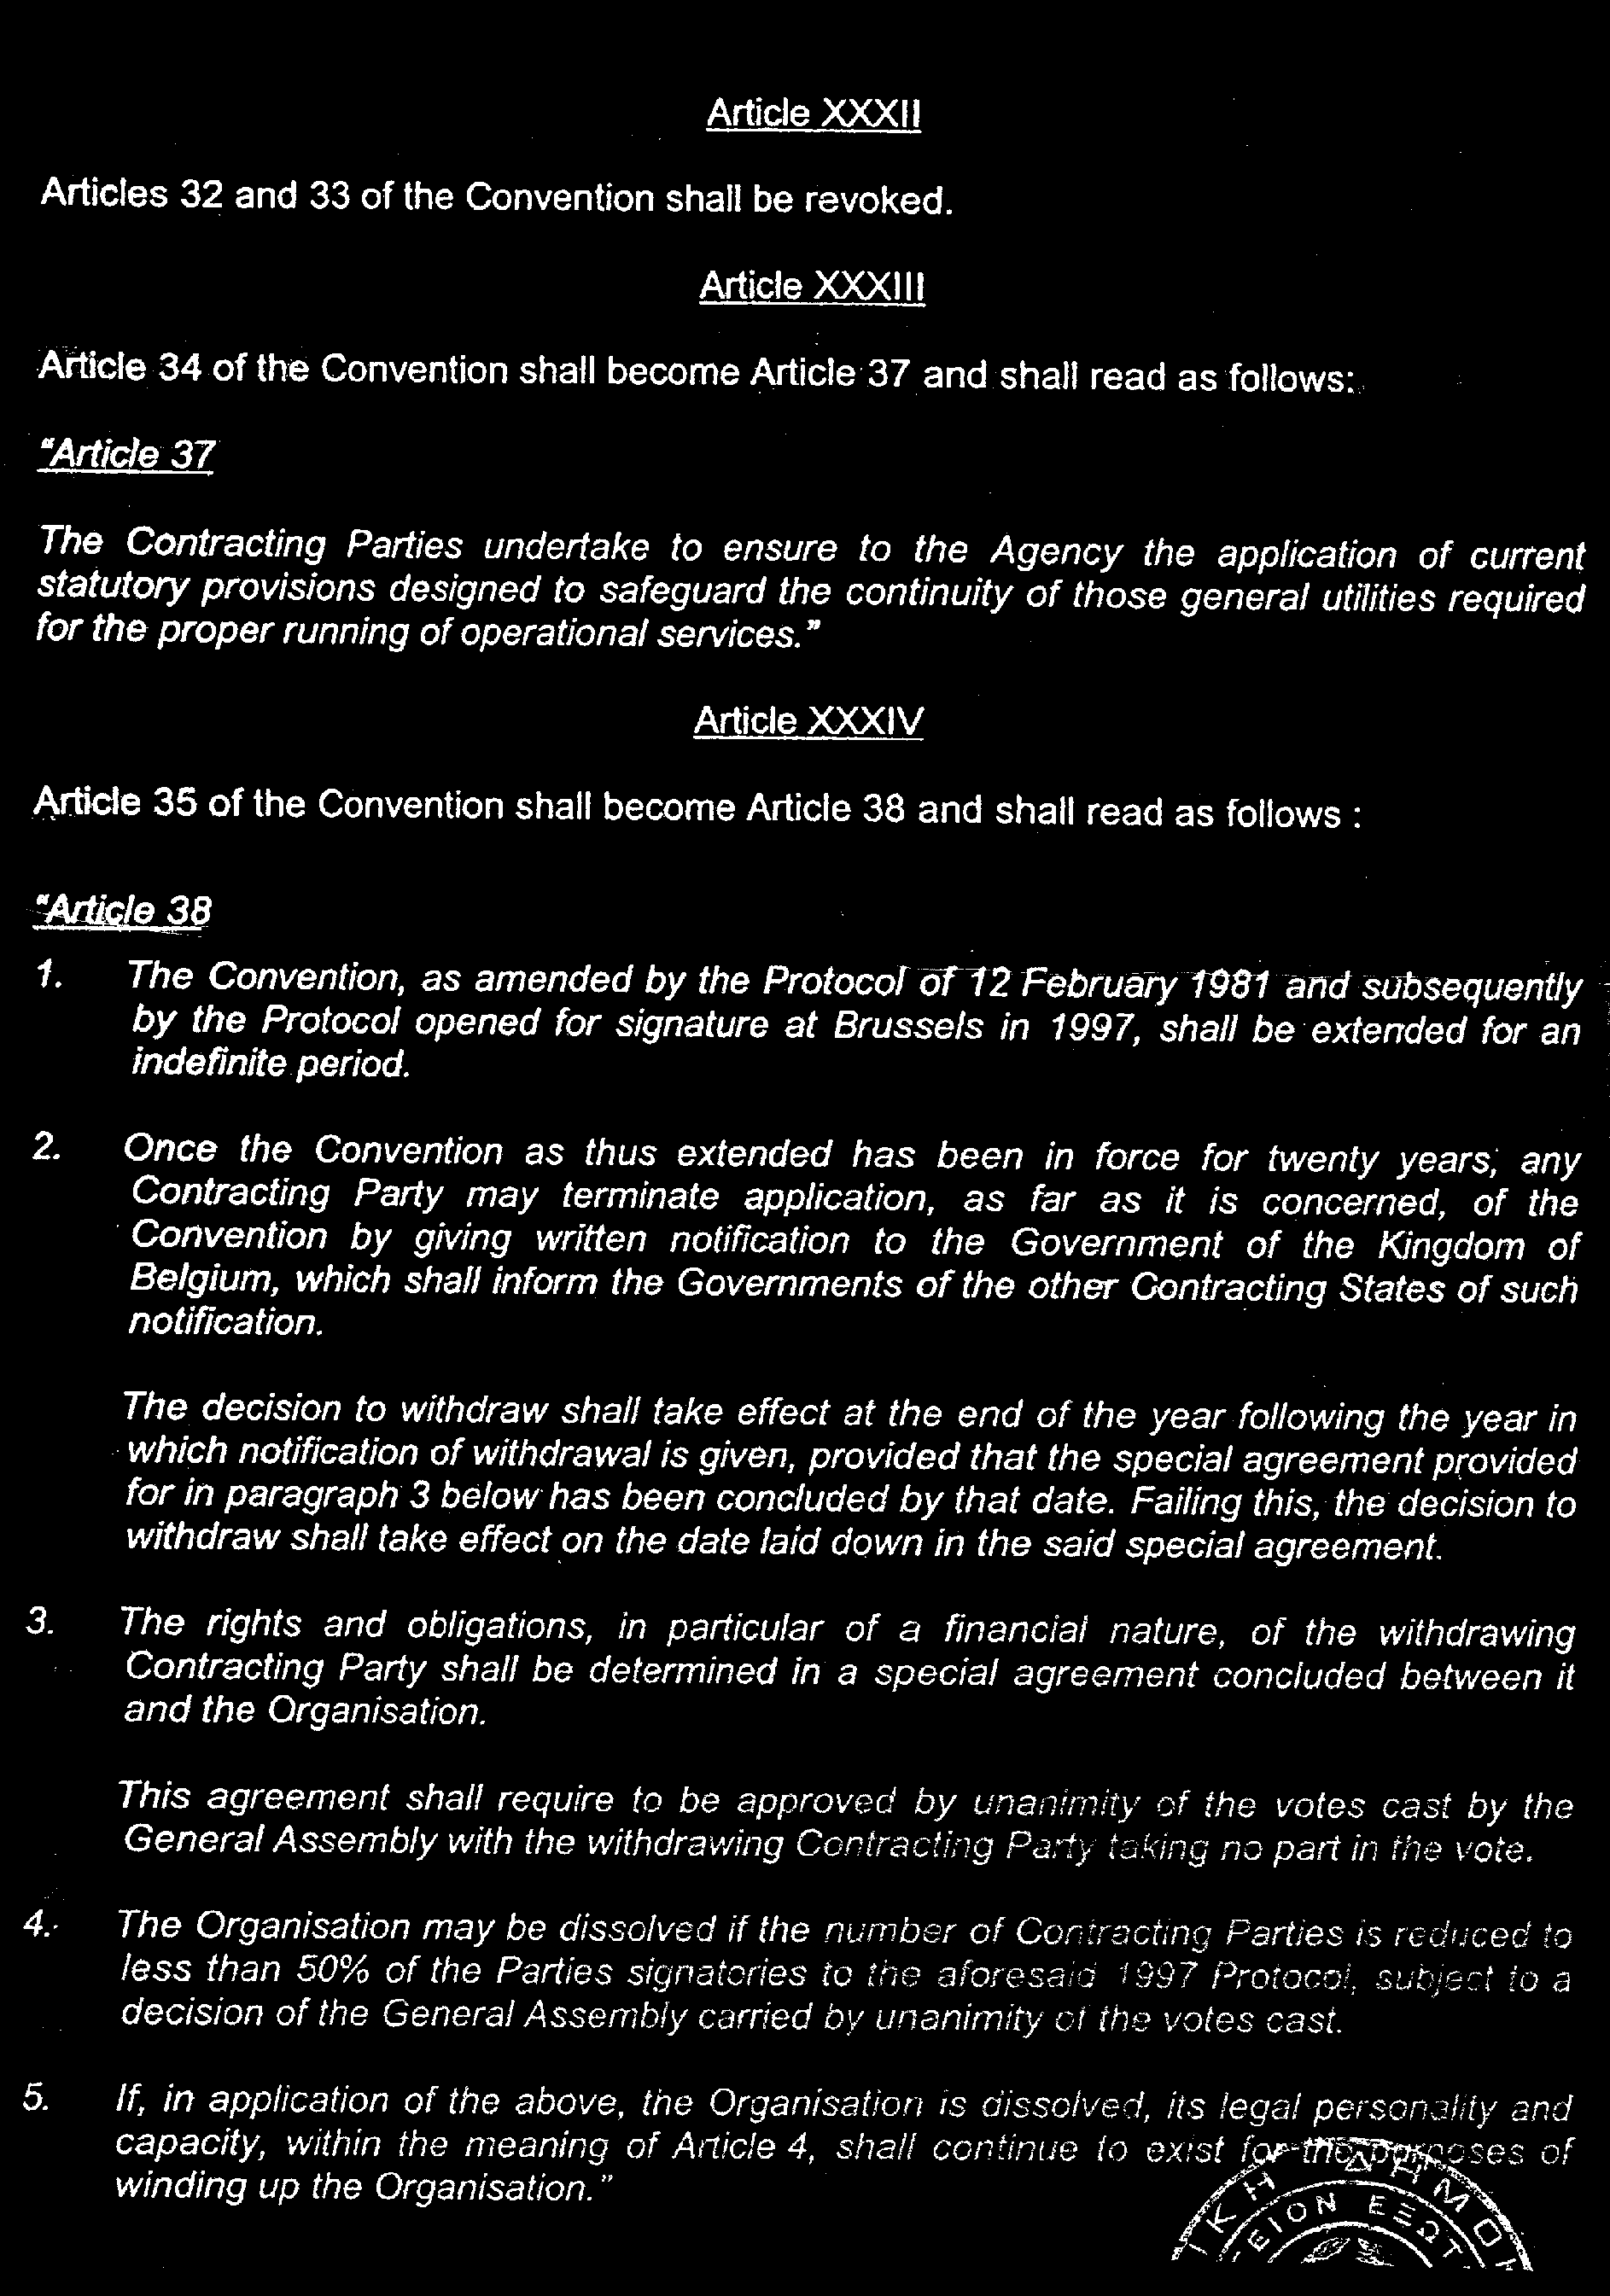 Article XXXII
Articles 32 and 33 of the Convention shall be revoked.
Article XXXIII
Article 34 of the Convention shall become Article 37 and shall read as follows:
"Article 37
The Contracting Parties undertake to ensure to the Agency the application of current
statutory provisions designed to safeguard the continuity of those general utilities required
for the proper running of operational services."
Article XXXIV
Article 35 of the Convention shall become Article 38 and shall read as follows :
"Article 38
1. The Convention, as amended by the Protocol of 12 February 1981 and subsequently
by the Protocol opened for signature at Brussels in 1997, shall be extended for an
indefinite period.
2. Once the Convention as thus extended has been in force for twenty years, any
Contracting Party may terminate application, as far as it is concerned, of the
Convention by giving written notification to the Government of the Kingdom of
Belgium, which shall inform the Governments of the other Contracting States of such
notification.
The decision to withdraw shall take effect at the end of the year following the year in
which notification of withdrawal is given, provided that the special agreement provided
for in paragraph 3 below has been concluded by that date. Failing this, the decision to
withdraw shall take effect on the date laid down in the said special agreement.
3. The rights and obligations, in particular of a financial nature, of the withdrawing
Contracting Party shall be determined in a special agreement concluded between it
and the Organisation.
This agreement shall require to be approved by unanimity of the votes cast by the
General Assembly with the withdrawing Contracting Party taking no part in the vote.
4. The Organisation may be dissolved if the number of Contracting Parties is reduced to
less than 50% of the Parties signatories to the aforesaid 1997 Protocol, subject to a
decision of the General Assembly carried by unanimity of the votes cast.
5. If, in application of the above, the Organisation is dissolved, its legal personality and
capacity, within the meaning of Article 4, shall continue to exist for the purposes of
winding up the Organisation."